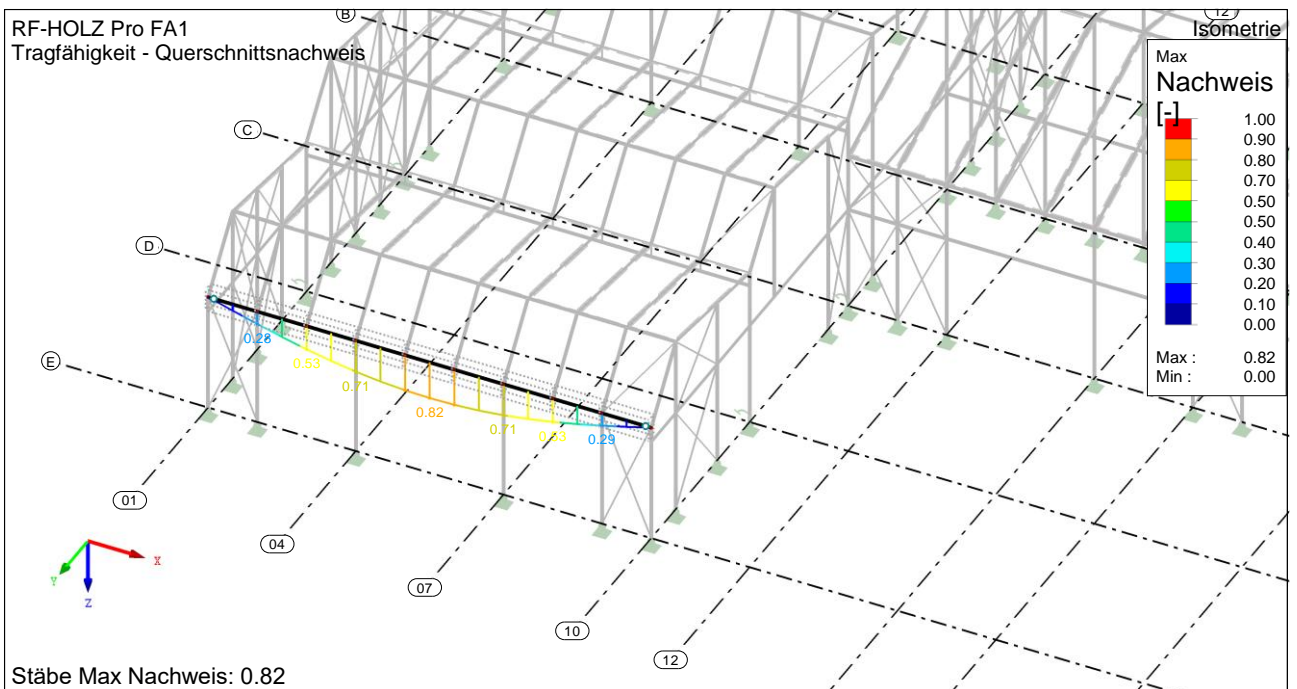 RF-HOLZ Pro FA1
Tragfähigkeit - Querschnittsnachweis
B
12
Isometrie
Max
Nachweis
[-]
1.00
0.90
0.80
0.70
0.50
0.50
0.40
0.30
0.20
0.10
0.00
Max : 0.82
Min : 0.00
C
D
E
0.28
0.53
0.71
0.82
0.71
0.53
0.29
01
04
07
10
12
X
Y
Z
Stäbe Max Nachweis: 0.82